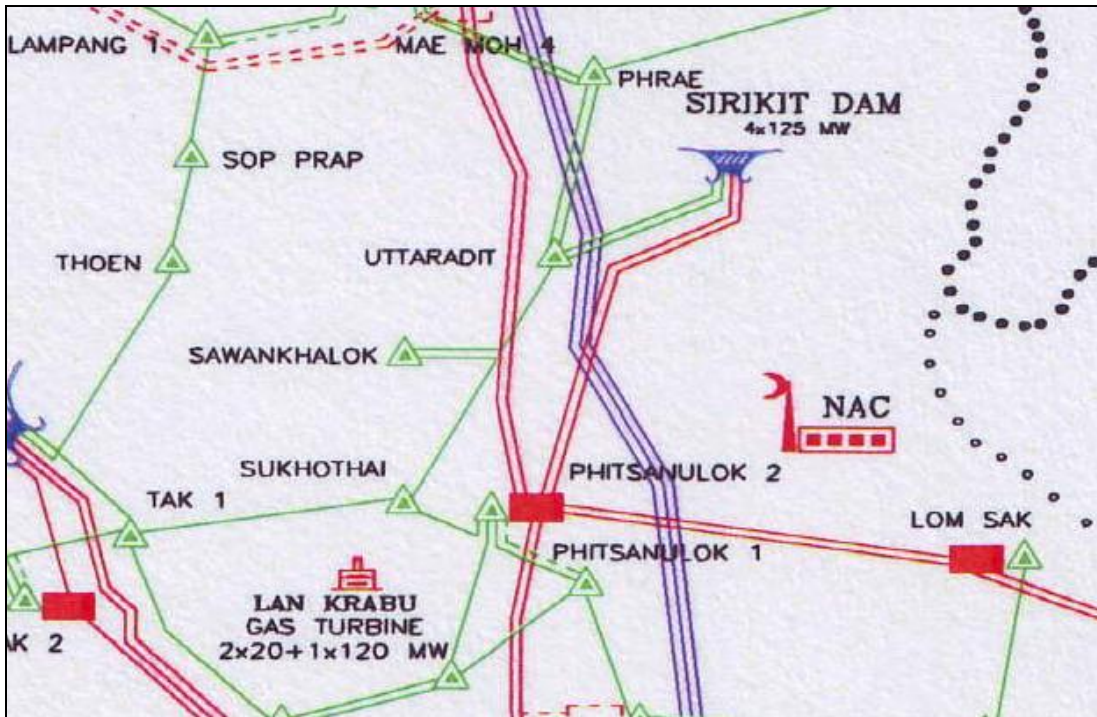 LAMPANG 1
MAE MOH 4
PHRAE
SIRIKIT DAM
4x125 MW
SOP PRAP
THOEN
UTTARADIT
SAWANKHALOK
NAC
SUKHOTHAI
PHITSANULOK 2
TAK 1
LOM SAK
PHITSANULOK 1
LAN KRABU
GAS TURBINE
2x20+1x120 MW
AK 2